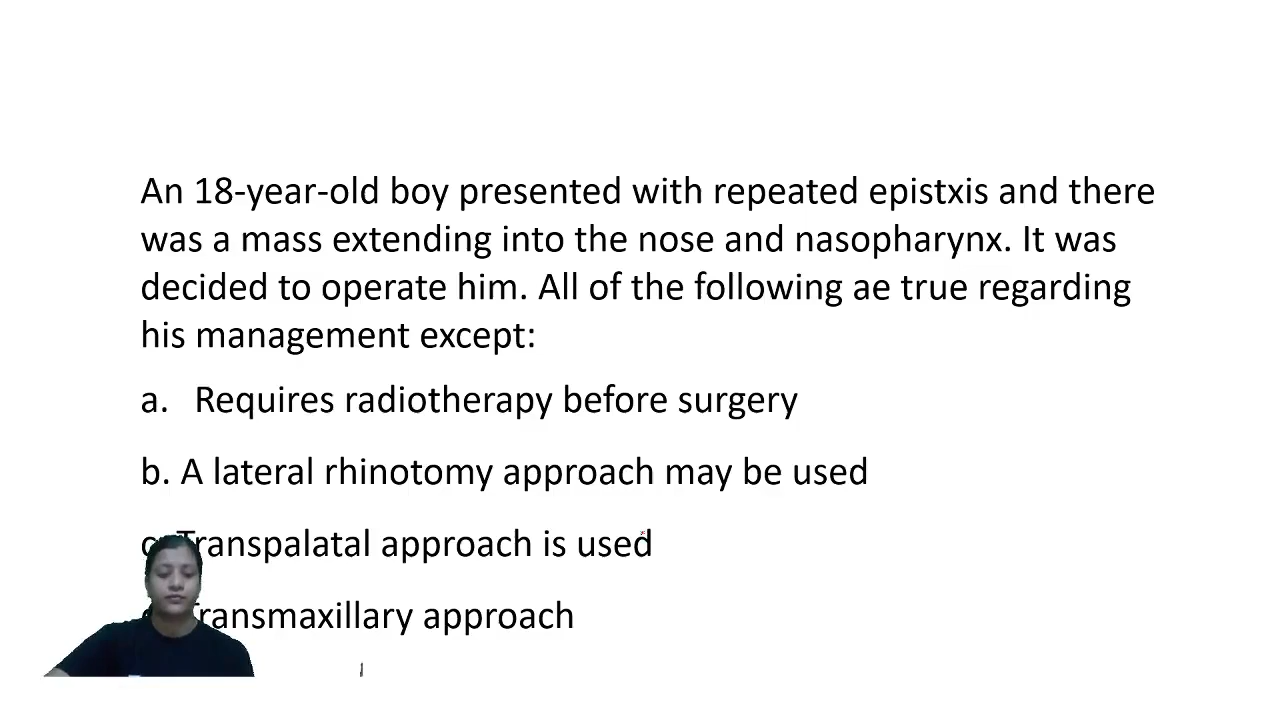 An 18-year-old boy presented with repeated epistxis and there
was a mass extending into the nose and nasopharynx. It was
decided to operate him. All of the following ae true regarding
his management except:
a. Requires radiotherapy before surgery
b. A lateral rhinotomy approach may be used
Transpalatal approach is used
Transmaxillary approach